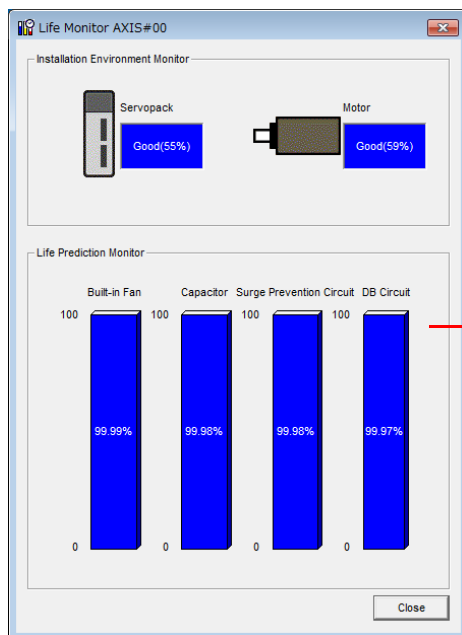 Life Monitor AXIS#00
Installation Environment Monitor
Servopack
Motor
Good(55%)
Good(59%)
Life Prediction Monitor
Built-in Fan Capacitor Surge Prevention Circuit DB Circuit
100 100 100 100
99.99% 99.98% 99.98% 99.97%
0 0 0 0
Close